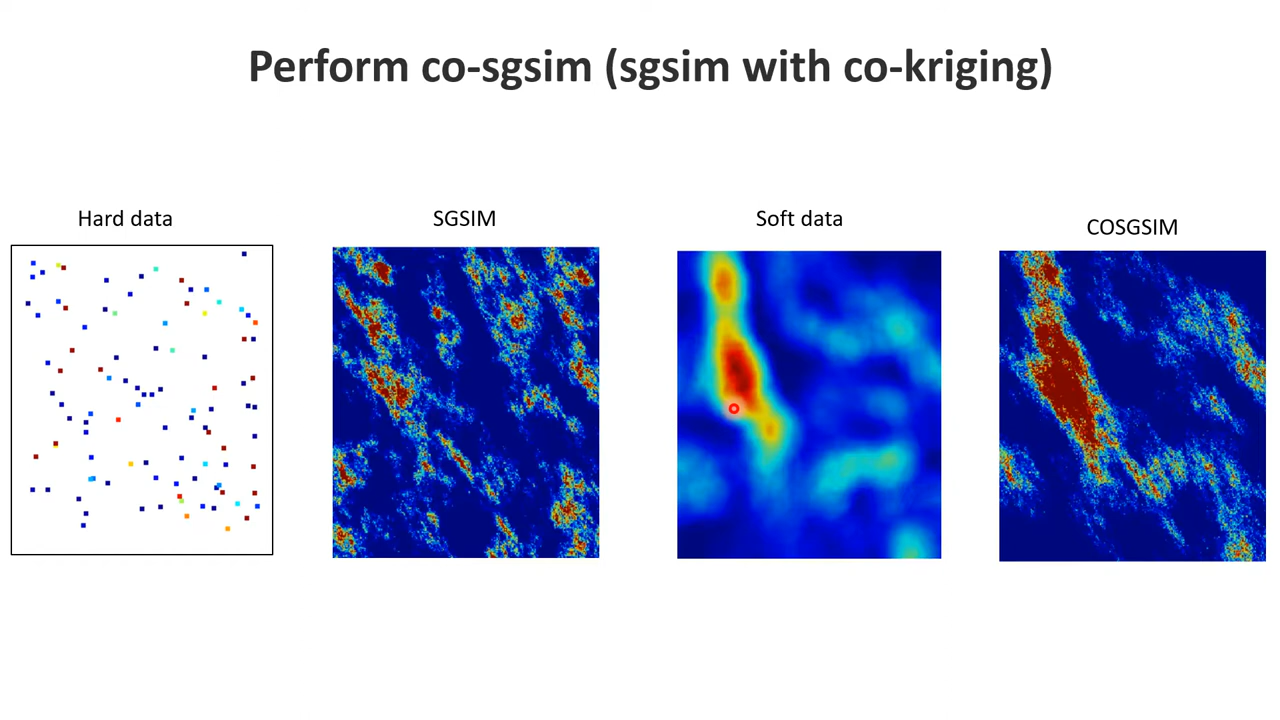 Perform co-sgsim (sgsim with co-kriging)
Hard data
SGSIM
Soft data
COSGSIM